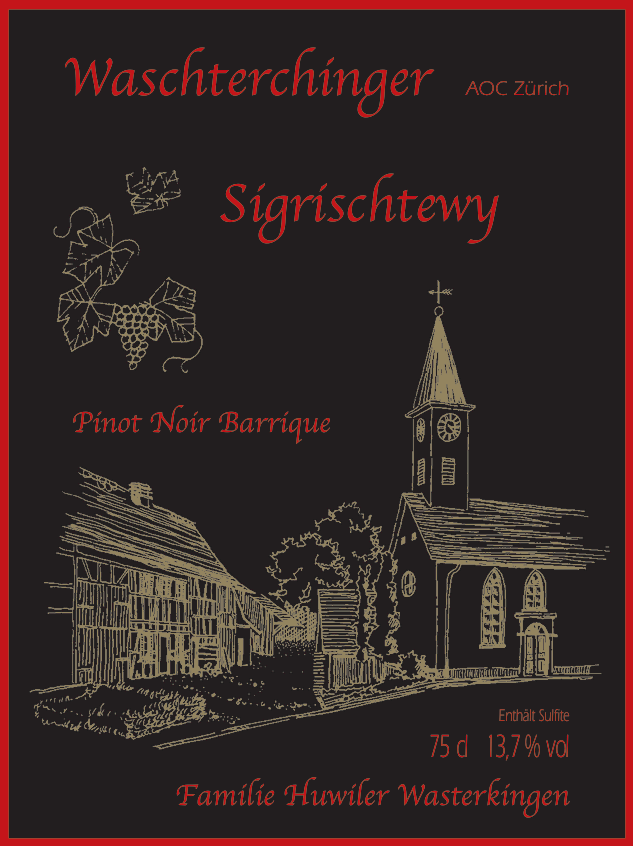 Waschterchinger AOC Zürich
Sigrischtewy
Pinot Noir Barrique
Enthält Sulfite
75 cl 13,7 % vol
Familie Huwiler Wasterkingen